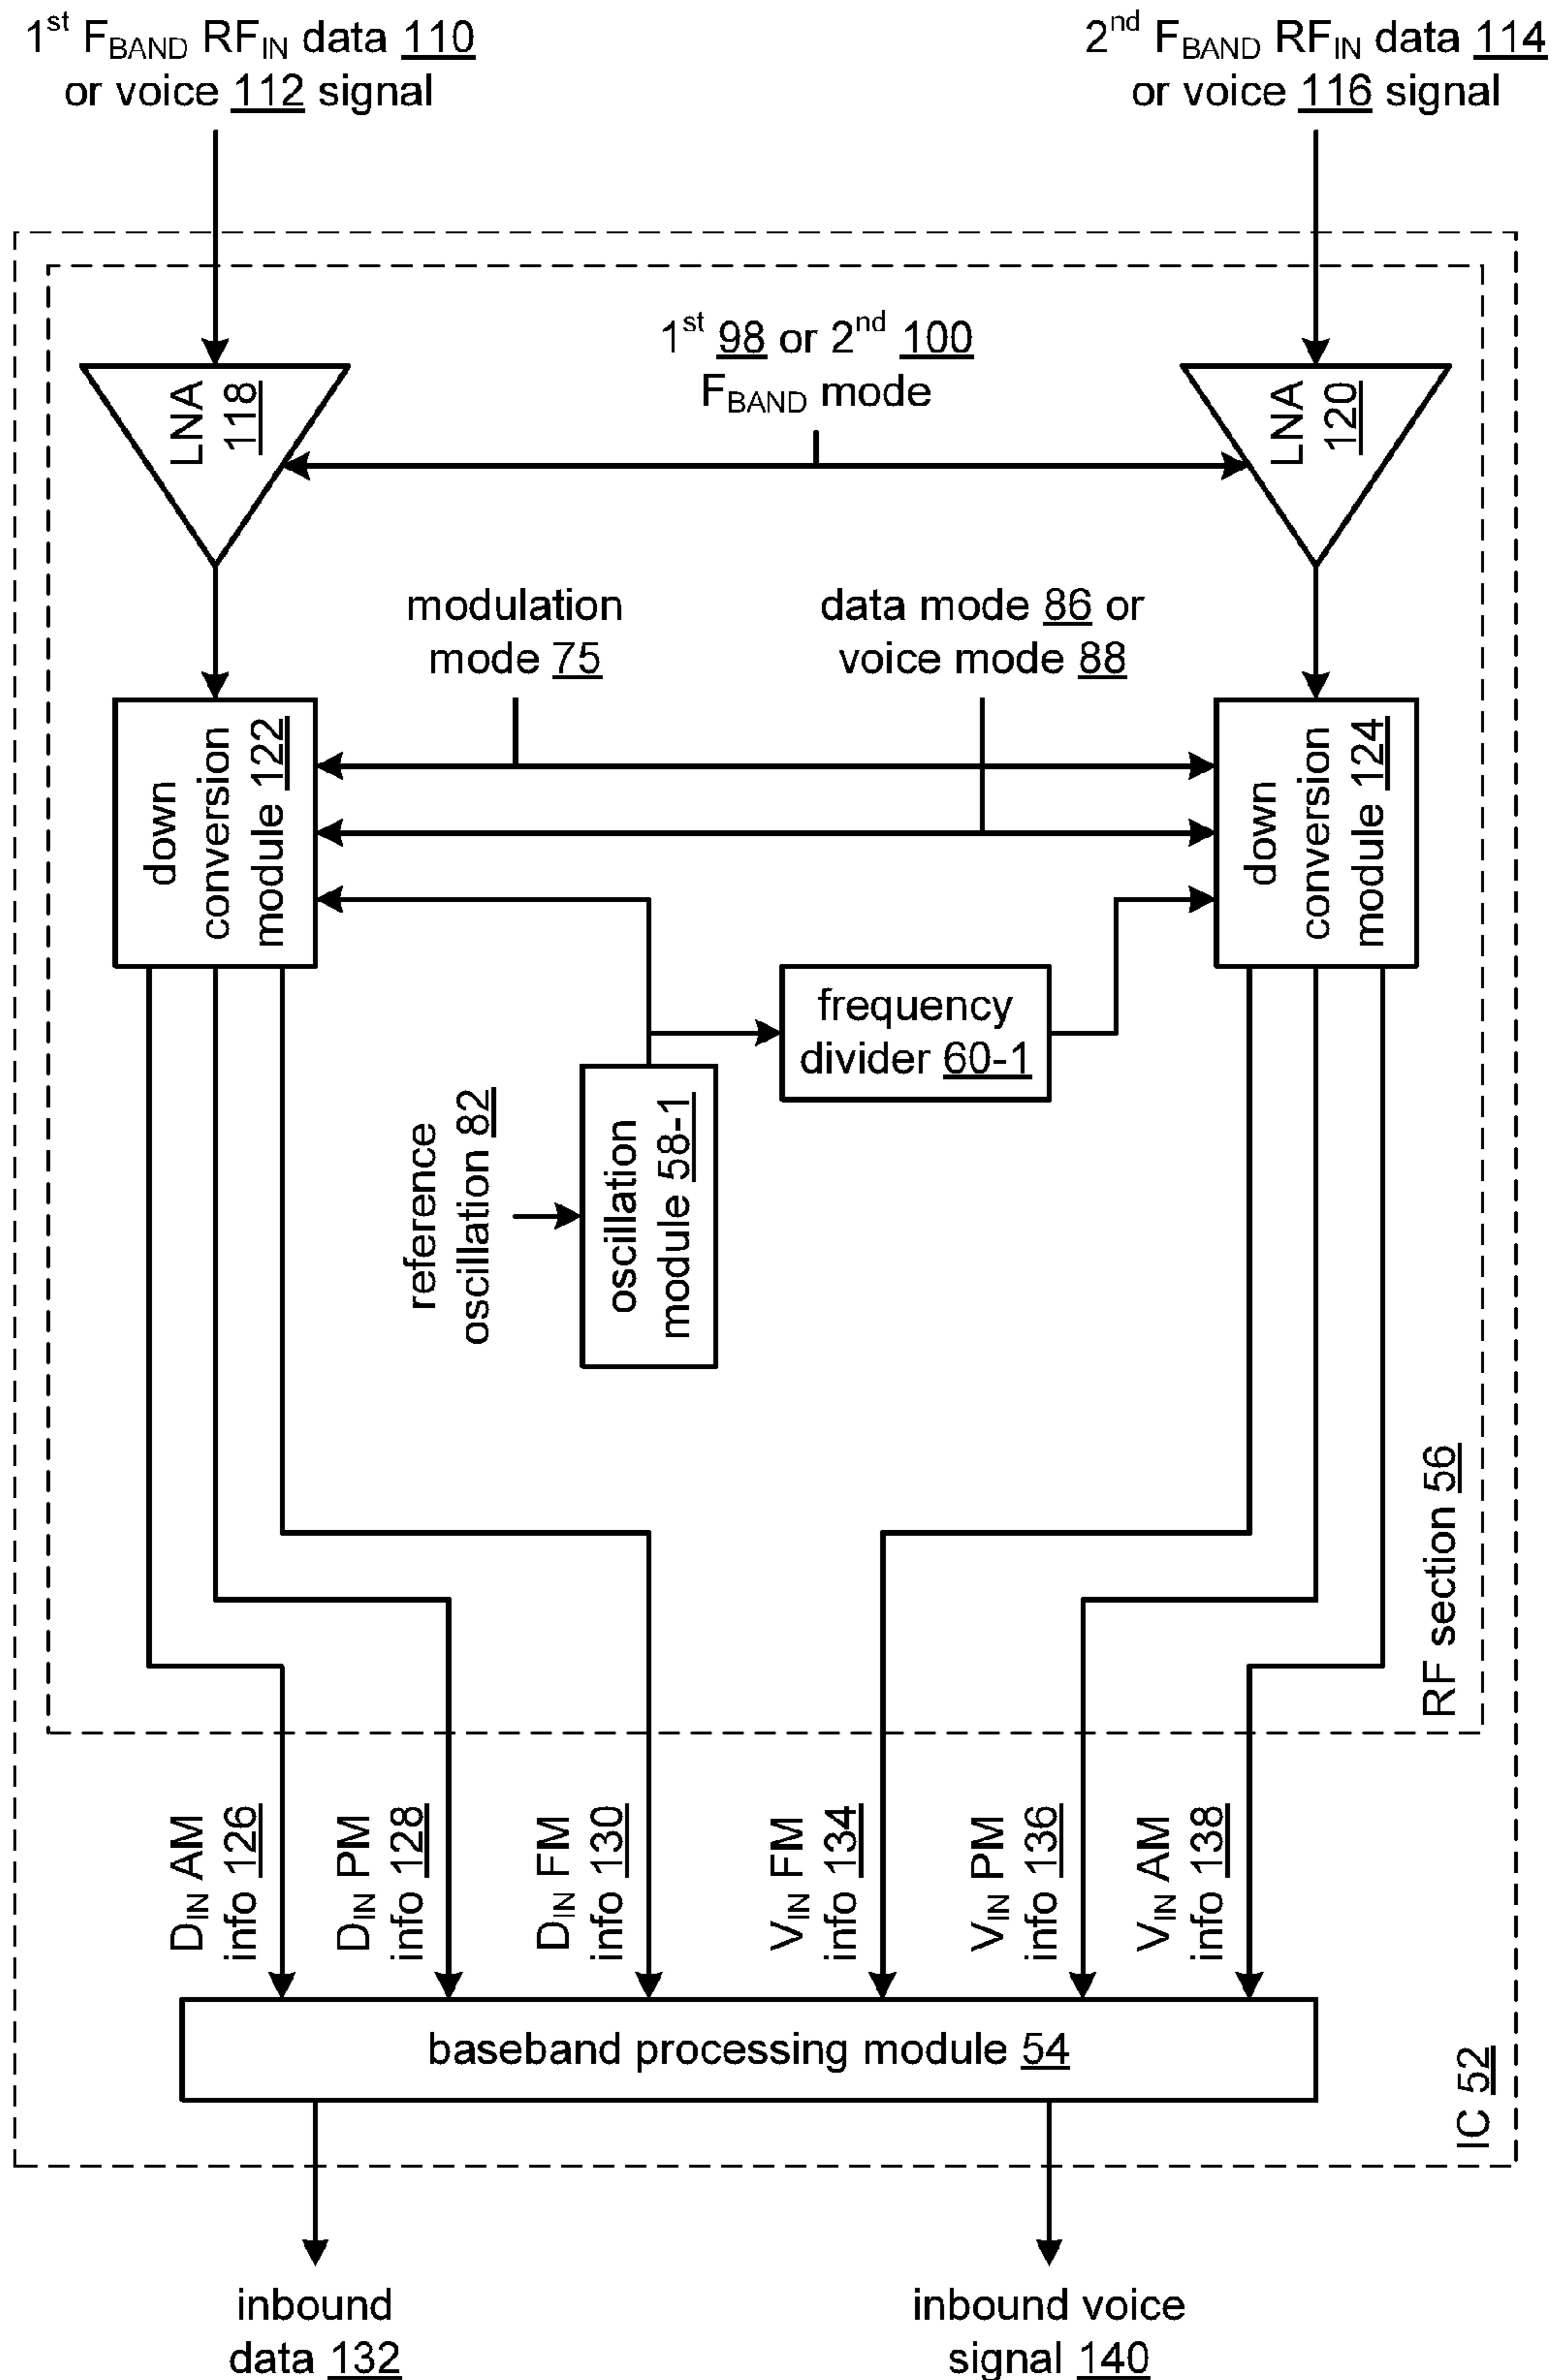 1st FBAND RFIN data 110
or voice 112 signal
2nd FBAND RFIN data 114
or voice 116 signal
1st 98 or 2nd 100
FBAND mode
LNA
118
LNA
120
modulation
mode 75
data mode 86 or
voice mode 88
down
conversion
module 122
down
conversion
module 124
frequency
divider 60-1
reference
oscillation 82
oscillation
module 58-1
RF section 56
DIN AM
info 126
DIN PM
info 128
DIN FM
info 130
VIN FM
info 134
VIN PM
info 136
VIN AM
info 138
baseband processing module 54
IC 52
inbound
data 132
inbound voice
signal 140